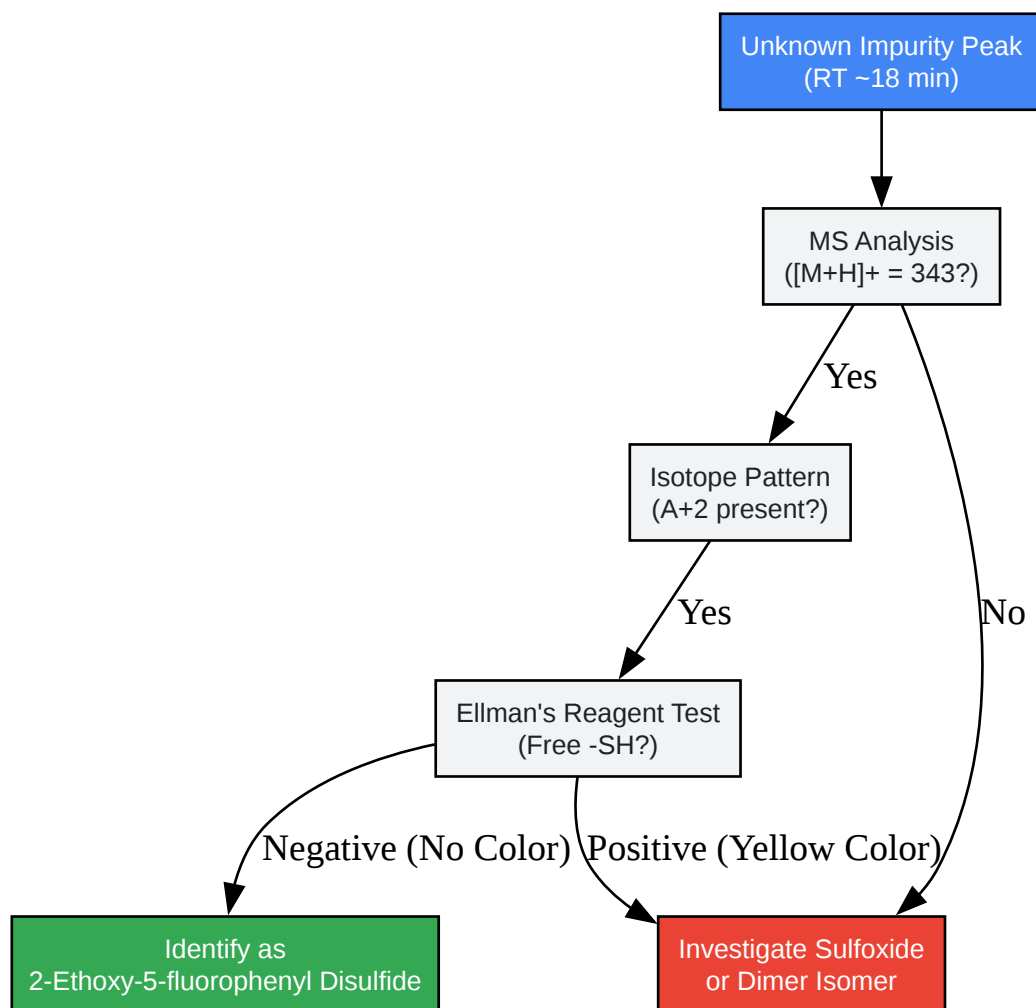 Unknown Impurity Peak
(RT ~18 min)
MS Analysis
([M+H]+ = 343?)
Yes
Isotope Pattern
(A+2 present?)
Yes
No
Ellman's Reagent Test
(Free -SH?)
Negative (No Color)
Positive (Yellow Color)
Identify as
2-Ethoxy-5-fluorophenyl Disulfide
Investigate Sulfoxide
or Dimer Isomer